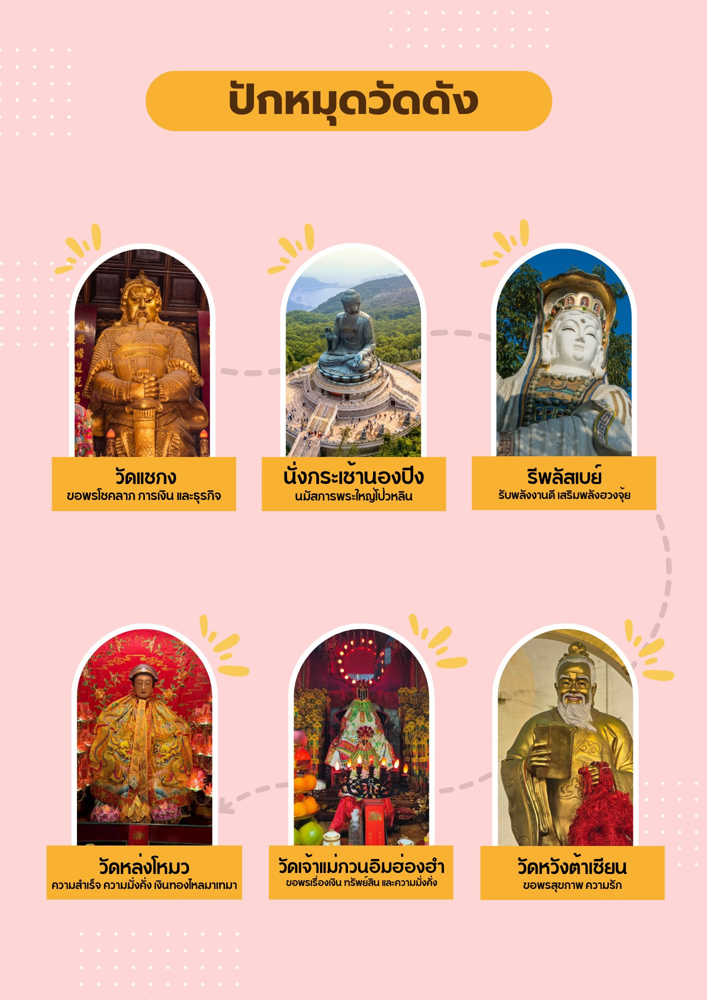 ปักหมุดวัดดัง
วัดแชกง
ขอพรโชคลาภ การเงิน และธุรกิจ
นั่งกระเช้านองปิง
นมัสการพระใหญ่โป่วหลิน
รีพลัสเบย์
รับพลังงานดี เสริมพลังฮวงจุ้ย
วัดหล่งโหมว
ความสำเร็จ ความมั่งคั่ง เงินทองไหลมาเทมา
วัดเจ้าแม่กวนอิมฮ่องฮำ
ขอพรเรื่องเงิน ทรัพย์สิน และความมั่งคั่ง
วัดหวังต้าเซียน
ขอพรสุขภาพ ความรัก